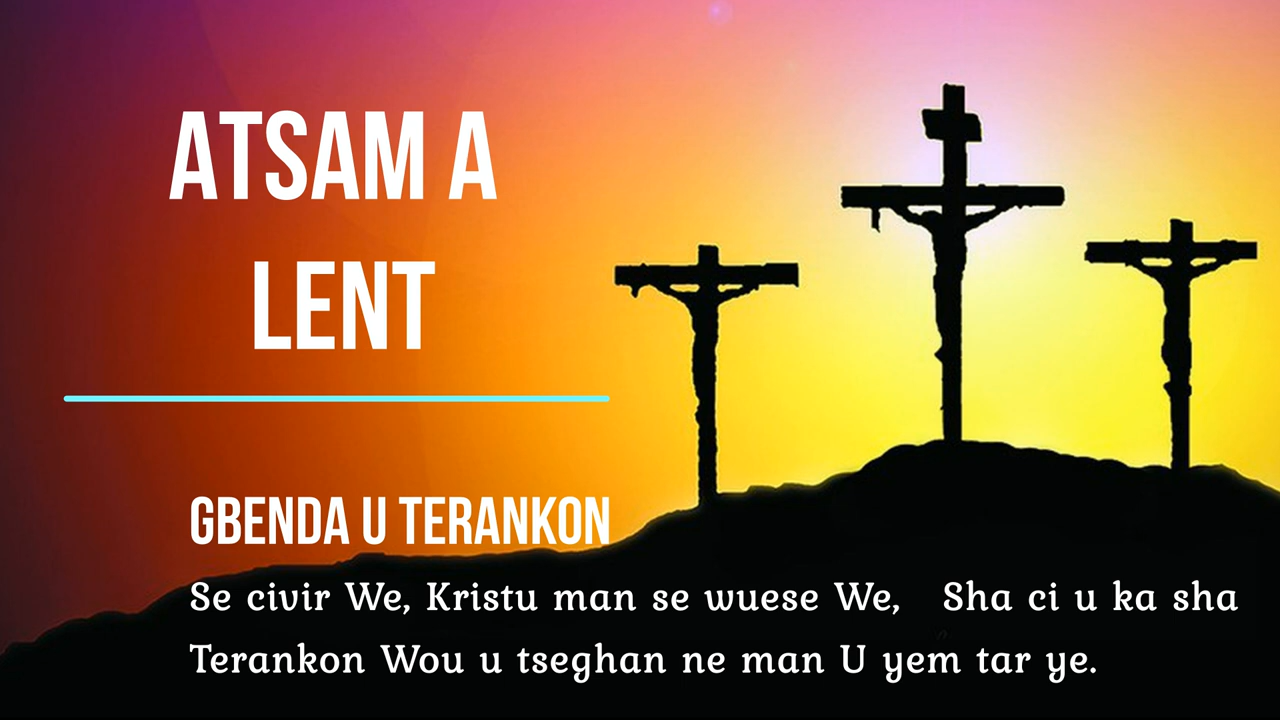 ATSAM A
LENT
GBENDA U TERANKON
Se civir We, Kristu man se wuese We, Sha ci u ka sha
Terankon Wou u tseghan ne man U yem tar ye.